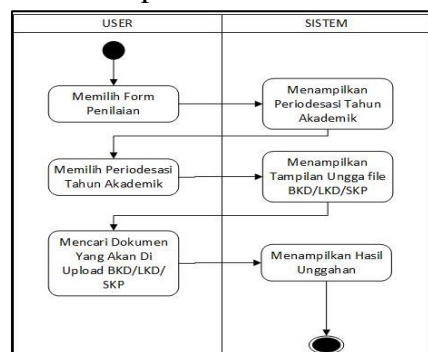 USER
SISTEM
Memilih Form
Penilaian
Menampilkan
Periodesasi Tahun
Akademik
Memilih Periodesasi
Tahun Akademik
Menampilkan
Tampilan Ungga file
BKD/LKD/SKP
Mencari Dokumen
Yang Akan Di
Upload BKD/LKD/
SKP
Menampilkan Hasil
Unggahan